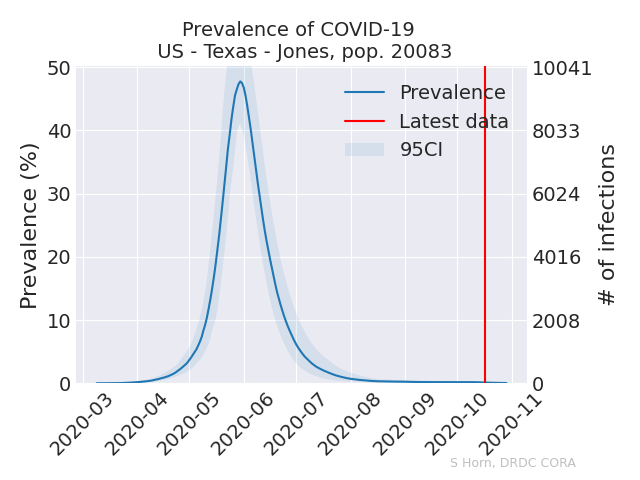 Prevalence of COVID-19
US - Texas - Jones, pop. 20083
Prevalence (%)
50
40
30
20
10
0
Prevalence
Latest data
95CI
10041
8033
6024
4016
2008
0
# of infections
2020-03
2020-04
2020-05
2020-06
2020-07
2020-08
2020-09
2020-10
2020-11
S Horn, DRDC CORA